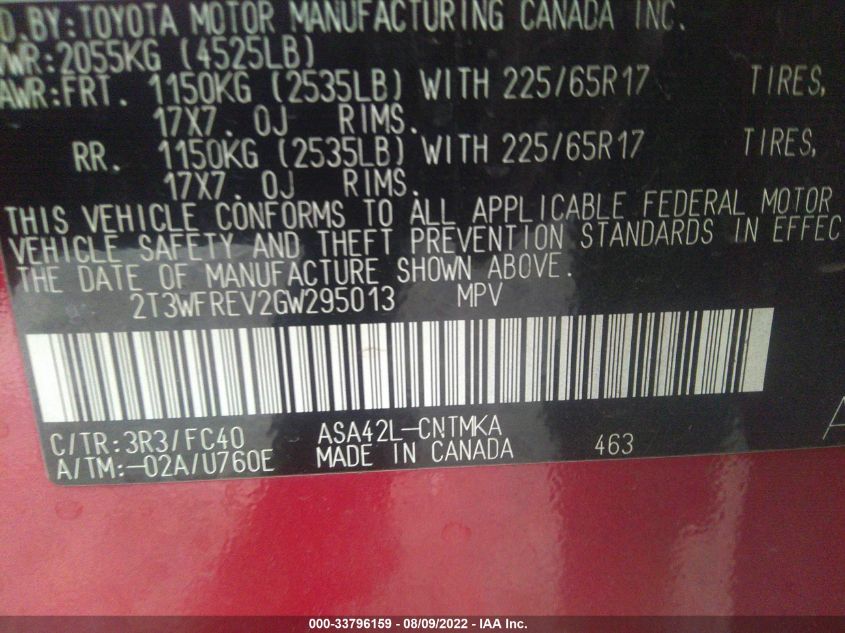 D.BY:TOYOTA MOTOR MANUFACTURING CANADA INC.
VWR:2055KG (4525LB)
AWR:FRT. 1150KG (2535LB) WITH 225/65R17 TIRES,
17X7.0J RIMS.
RR. 1150KG (2535LB) WITH 225/65R17 TIRES,
17X7.0J RIMS.
THIS VEHICLE CONFORMS TO ALL APPLICABLE FEDERAL MOTOR
VEHICLE SAFETY AND THEFT PREVENTION STANDARDS IN EFFEC
THE DATE OF MANUFACTURE SHOWN ABOVE.
2T3WFREV2GW295013 MPV
C/TR:3R3/FC40 ASA42L-CNTMKA 463
A/TM:-02A/U760E MADE IN CANADA
000-33796159 - 08/09/2022 - IAA Inc.